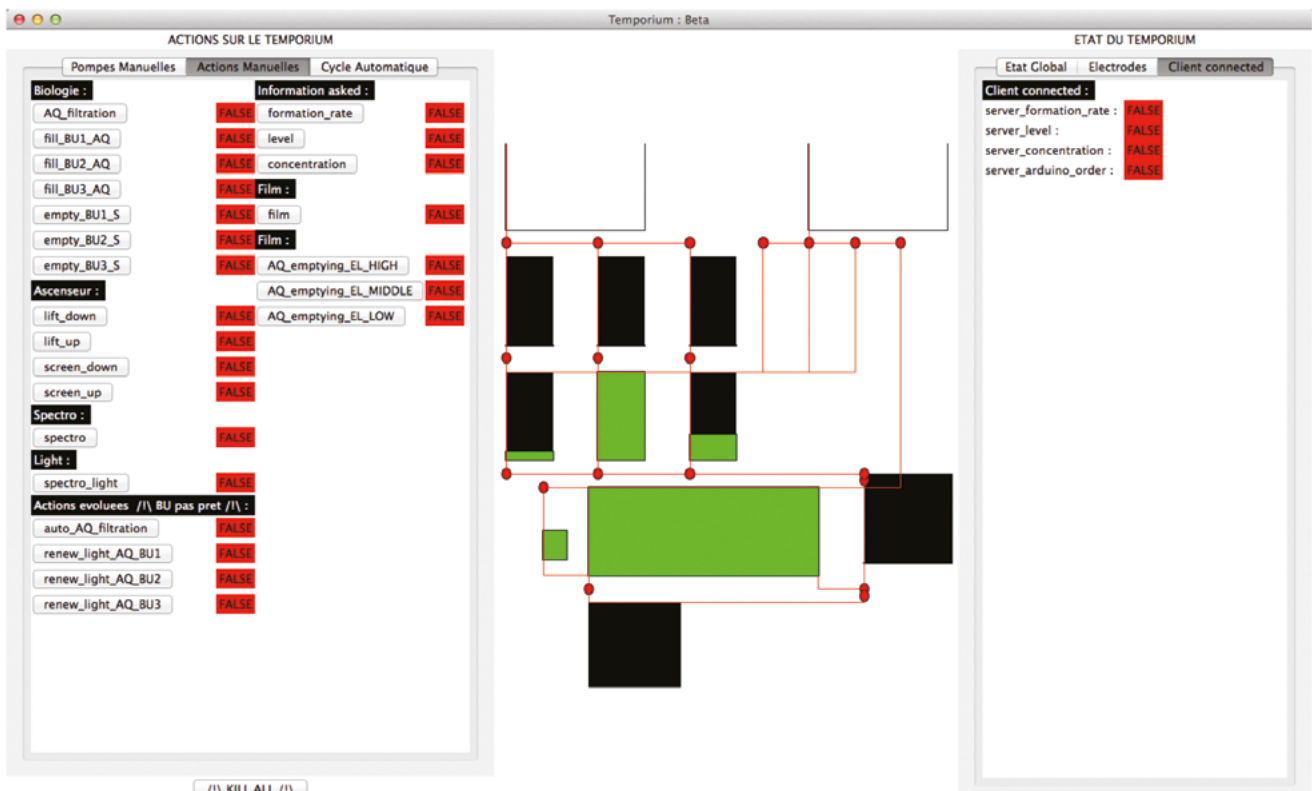 Temporium : Beta
ACTIONS SUR LE TEMPORIUM
Pompes Manuelles Actions Manuelles Cycle Automatique
Biologie : Information asked :
AQ_filtration FALSE formation_rate FALSE
fill_BU1_AQ FALSE level FALSE
fill_BU2_AQ FALSE concentration FALSE
fill_BU3_AQ FALSE Film :
empty_BU1_S FALSE film FALSE
empty_BU2_S FALSE Film :
empty_BU3_S FALSE AQ_emptying_EL_HIGH FALSE
Ascenseur : AQ_emptying_EL_MIDDLE FALSE
lift_down FALSE AQ_emptying_EL_LOW FALSE
lift_up FALSE
screen_down FALSE
screen_up FALSE
Spectro :
spectro FALSE
Light :
spectro_light FALSE
Actions evoluees /!\ BU pas pret /!\ :
auto_AQ_filtration FALSE
renew_light_AQ_BU1 FALSE
renew_light_AQ_BU2 FALSE
renew_light_AQ_BU3 FALSE
/!\ KILL ALL /!\
ETAT DU TEMPORIUM
Etat Global Electrodes Client connected
Client connected :
server_formation_rate : FALSE
server_level : FALSE
server_concentration : FALSE
server_arduino_order : FALSE